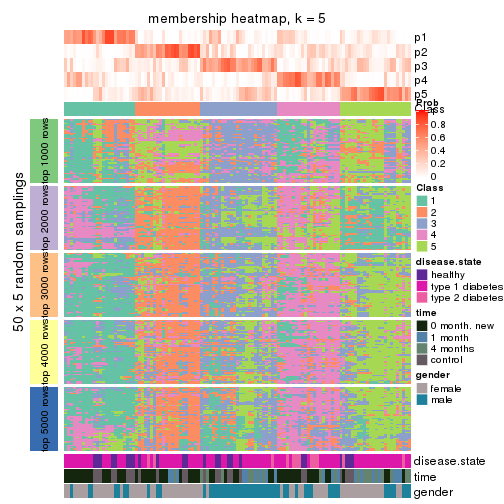 membership heatmap, k = 5
p1
p2
p3
p4
p5
Class
Prob
1
0.8
0.6
0.4
0.2
0
Class
1
2
3
4
5
disease.state
healthy
type 1 diabetes
type 2 diabetes
time
0 month. new
1 month
4 months
control
gender
female
male
50 x 5 random samplings
top 1000 rows
top 2000 rows
top 3000 rows
top 4000 rows
top 5000 rows
disease.state
time
gender